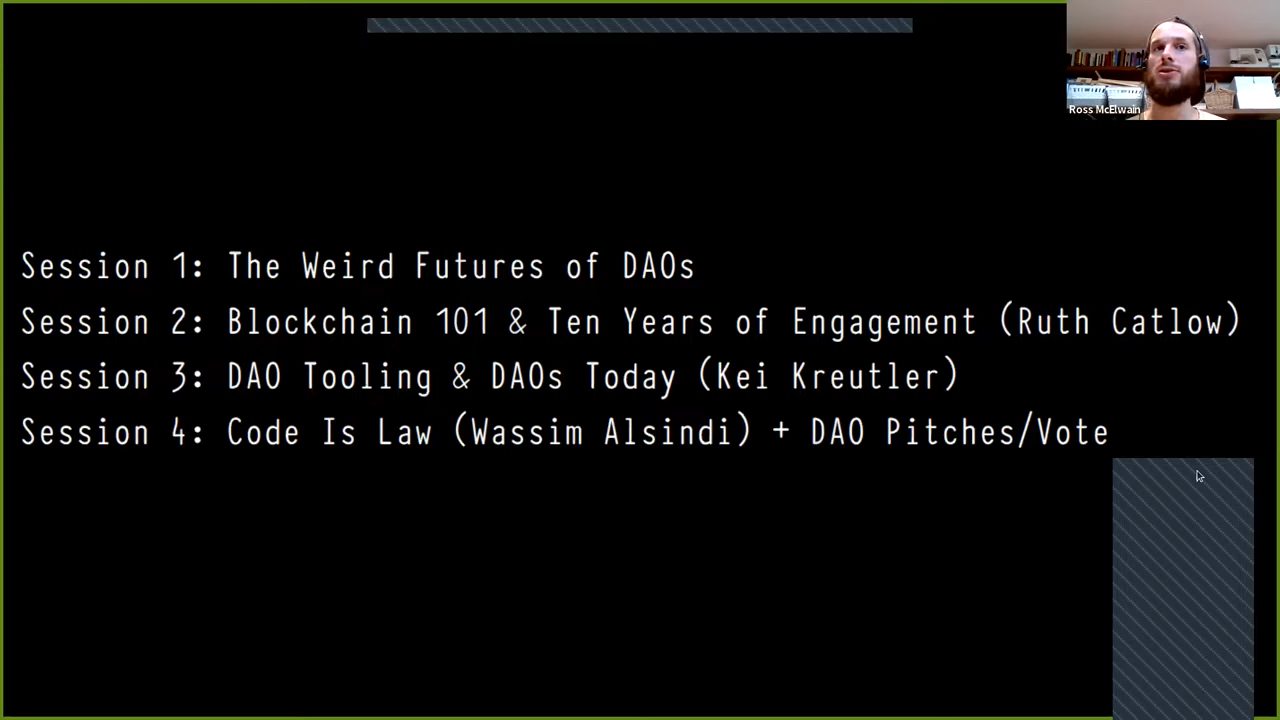 Ross McElwain
Session 1: The Weird Futures of DAOs
Session 2: Blockchain 101 & Ten Years of Engagement (Ruth Catlow)
Session 3: DAO Tooling & DAOs Today (Kei Kreutler)
Session 4: Code Is Law (Wassim Alsindi) + DAO Pitches/Vote